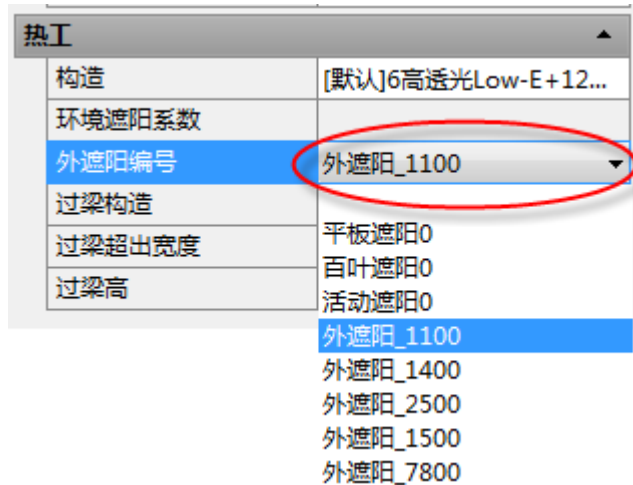 热工
构造 [默认]6高透光Low-E+12...
环境遮阳系数
外遮阳编号 外遮阳_1100
过梁构造
过梁超出宽度
过梁高
平板遮阳0
百叶遮阳0
活动遮阳0
外遮阳_1100
外遮阳_1400
外遮阳_2500
外遮阳_1500
外遮阳_7800